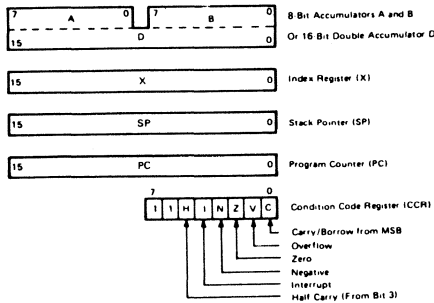 7 A 0 7 B 0 8-Bit Accumulators A and B
15 D 0 Or 16-Bit Double Accumulator D
15 X 0 Index Register (X)
15 SP 0 Stack Pointer (SP)
15 PC 0 Program Counter (PC)
7 0
1 1 H I N Z V C Condition Code Register (CCR)
Carry/Borrow from MSB
Overflow
Zero
Negative
Interrupt
Half Carry (From Bit 3)